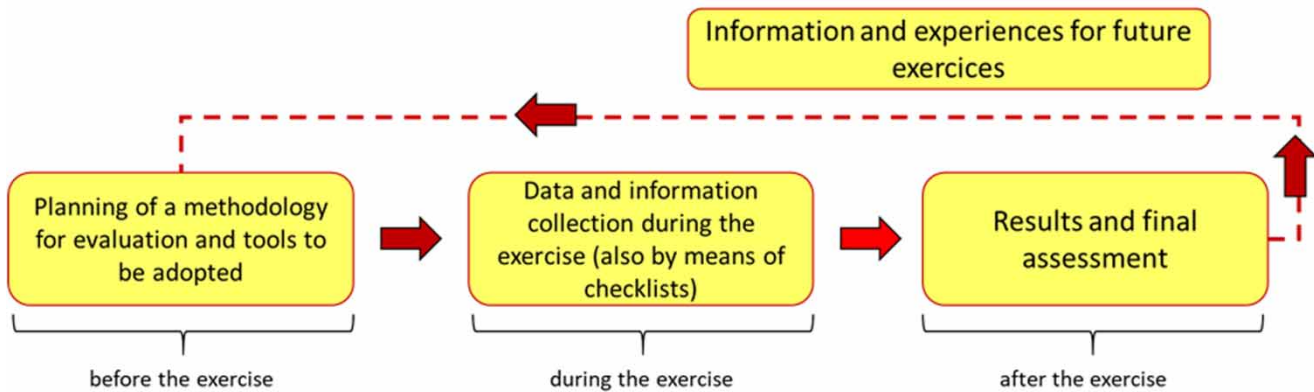 Information and experiences for future
exercices
Planning of a methodology
for evaluation and tools to
be adopted
Data and information
collection during the
exercise (also by means of
checklists)
Results and final
assessment
before the exercise
during the exercise
after the exercise